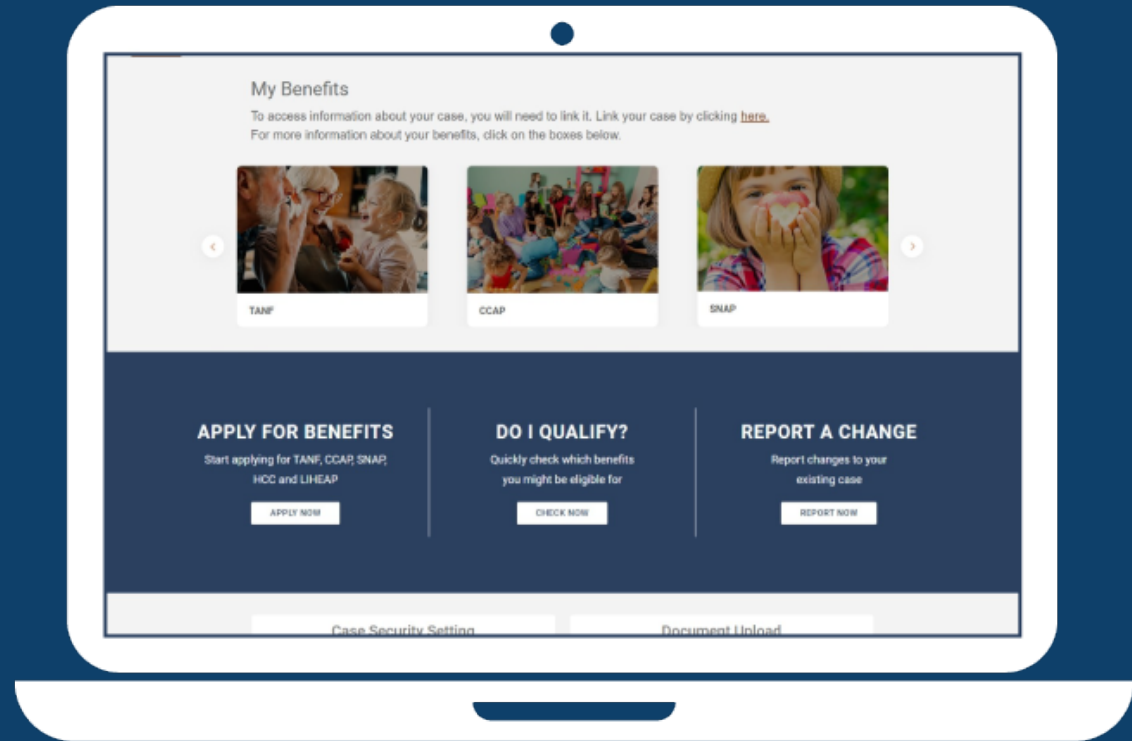 My Benefits
To access information about your case, you will need to link it. Link your case by clicking here.
For more information about your benefits, click on the boxes below.
TANF
CCAP
SNAP
APPLY FOR BENEFITS
Start applying for TANF, CCAP, SNAP,
HCC and LIHEAP
APPLY NOW
DO I QUALIFY?
Quickly check which benefits
you might be eligible for
CHECK NOW
REPORT A CHANGE
Report changes to your
existing case
REPORT NOW
Case Security Setting
Document Upload